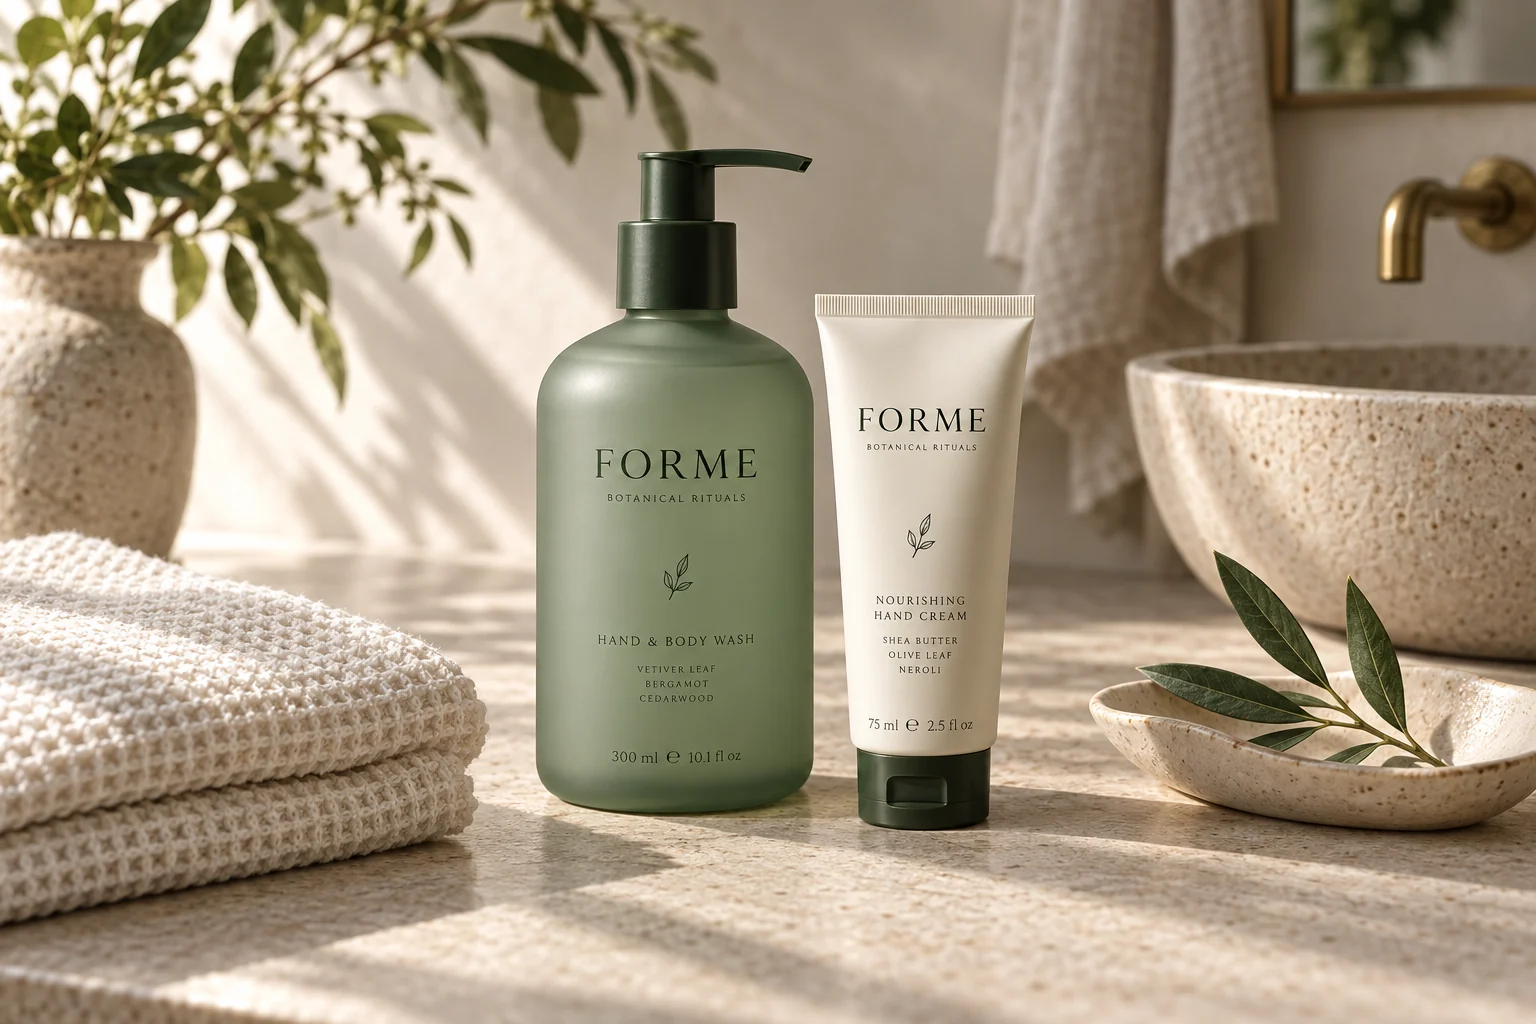 FORME
BOTANICAL RITUALS
HAND & BODY WASH
VETIVER LEAF
BERGAMOT
CEDARWOOD
300 ml ℮ 10.1 fl oz
FORME
BOTANICAL RITUALS
NOURISHING
HAND CREAM
SHEA BUTTER
OLIVE LEAF
NEROLI
75 ml ℮ 2.5 fl oz